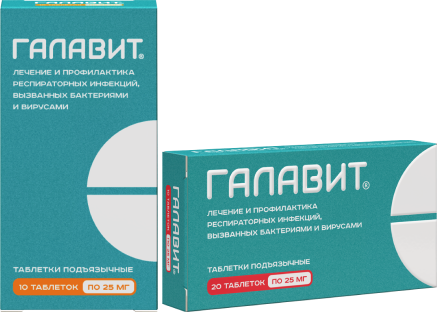 ГАЛАВИТ®
ЛЕЧЕНИЕ И ПРОФИЛАКТИКА
РЕСПИРАТОРНЫХ ИНФЕКЦИЙ,
ВЫЗВАННЫХ БАКТЕРИЯМИ
И ВИРУСАМИ
ТАБЛЕТКИ ПОДЪЯЗЫЧНЫЕ
10 ТАБЛЕТОК ПО 25 МГ
ГАЛАВИТ®
ЛЕЧЕНИЕ И ПРОФИЛАКТИКА
РЕСПИРАТОРНЫХ ИНФЕКЦИЙ,
ВЫЗВАННЫХ БАКТЕРИЯМИ И ВИРУСАМИ
ТАБЛЕТКИ ПОДЪЯЗЫЧНЫЕ
20 ТАБЛЕТОК ПО 25 МГ
ГАЛАВИТ